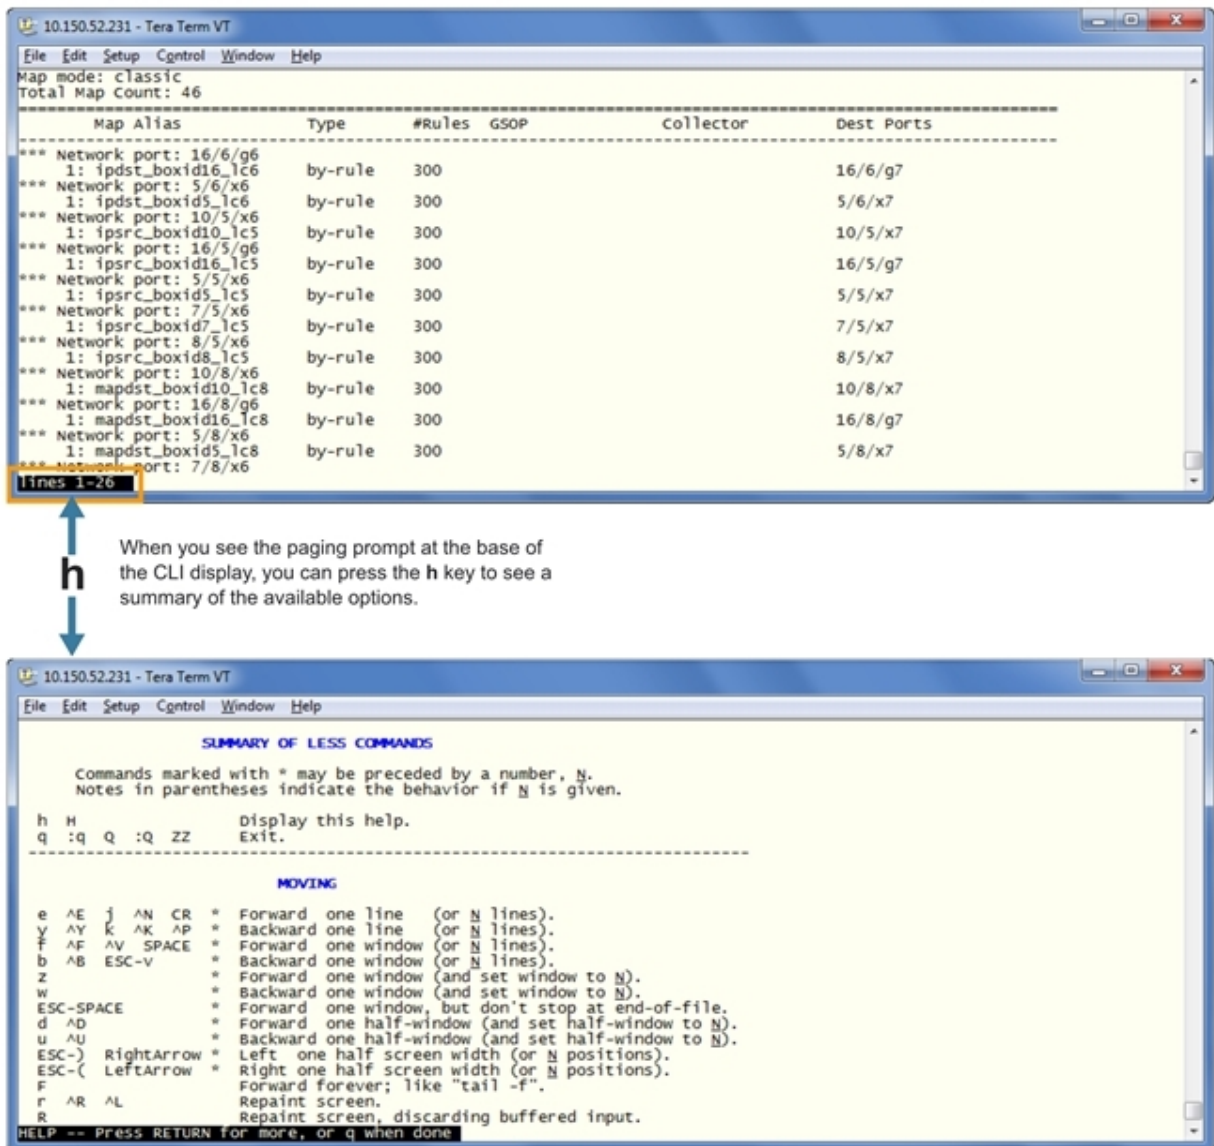 10.150.52.231 - Tera Term VT
File Edit Setup Control Window Help
Map mode: classic
Total Map Count: 46
================================================================================
Map Alias Type #Rules GSOP Collector Dest Ports
--------------------------------------------------------------------------------
*** Network port: 16/6/g6
1: ipdst_boxid16_lc6 by-rule 300 16/6/g7
*** Network port: 5/6/x6
1: ipdst_boxid5_lc6 by-rule 300 5/6/x7
*** Network port: 10/5/x6
1: ipsrc_boxid10_lc5 by-rule 300 10/5/x7
*** Network port: 16/5/g6
1: ipsrc_boxid16_lc5 by-rule 300 16/5/g7
*** Network port: 5/5/x6
1: ipsrc_boxid5_lc5 by-rule 300 5/5/x7
*** Network port: 7/5/x6
1: ipsrc_boxid7_lc5 by-rule 300 7/5/x7
*** Network port: 8/5/x6
1: ipsrc_boxid8_lc5 by-rule 300 8/5/x7
*** Network port: 10/8/x6
1: mapdst_boxid10_lc8 by-rule 300 10/8/x7
*** Network port: 16/8/g6
1: mapdst_boxid16_lc8 by-rule 300 16/8/g7
*** Network port: 5/8/x6
1: mapdst_boxid5_lc8 by-rule 300 5/8/x7
*** Network port: 7/8/x6
lines 1-26
h
When you see the paging prompt at the base of
the CLI display, you can press the h key to see a
summary of the available options.
10.150.52.231 - Tera Term VT
File Edit Setup Control Window Help
SUMMARY OF LESS COMMANDS
Commands marked with * may be preceded by a number, N.
Notes in parentheses indicate the behavior if N is given.
h H Display this help.
q :q Q :Q ZZ Exit.
--------------------------------------------------------------------------------
MOVING
e ^E j ^N CR * Forward one line (or N lines).
y ^Y k ^K ^P * Backward one line (or N lines).
f ^F ^V SPACE * Forward one window (or N lines).
b ^B ESC-v * Backward one window (or N lines).
z * Forward one window (and set window to N).
w * Backward one window (and set window to N).
ESC-SPACE * Forward one window, but don't stop at end-of-file.
d ^D * Forward one half-window (and set half-window to N).
u ^U * Backward one half-window (and set half-window to N).
ESC-) RightArrow * Left one half screen width (or N positions).
ESC-( LeftArrow * Right one half screen width (or N positions).
F Forward forever; like "tail -f".
r ^R ^L Repaint screen.
R Repaint screen, discarding buffered input.
HELP -- Press RETURN for more, or q when done